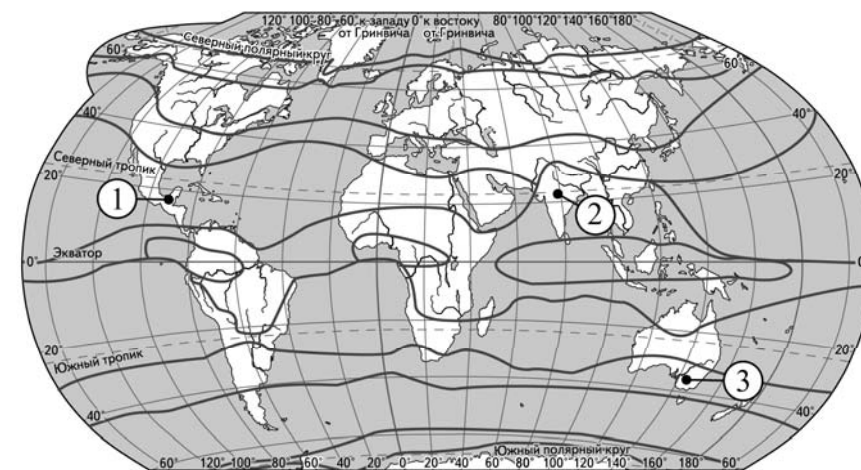 120° 100° 80° 60° к западу 0° к востоку 80° 100° 120° 140° 160° 180°
от Гринвича от Гринвича
Северный полярный круг
60° 60°
40° 40°
Северный тропик
20° 20°
1
2
Экватор
0° 0°
20° 20°
Южный тропик
3
40° 40°
Южный полярный круг
60° 120° 100° 80° 60° 40° 20° 0° 20° 40° 60° 80° 100° 120° 140° 160° 180° 60°